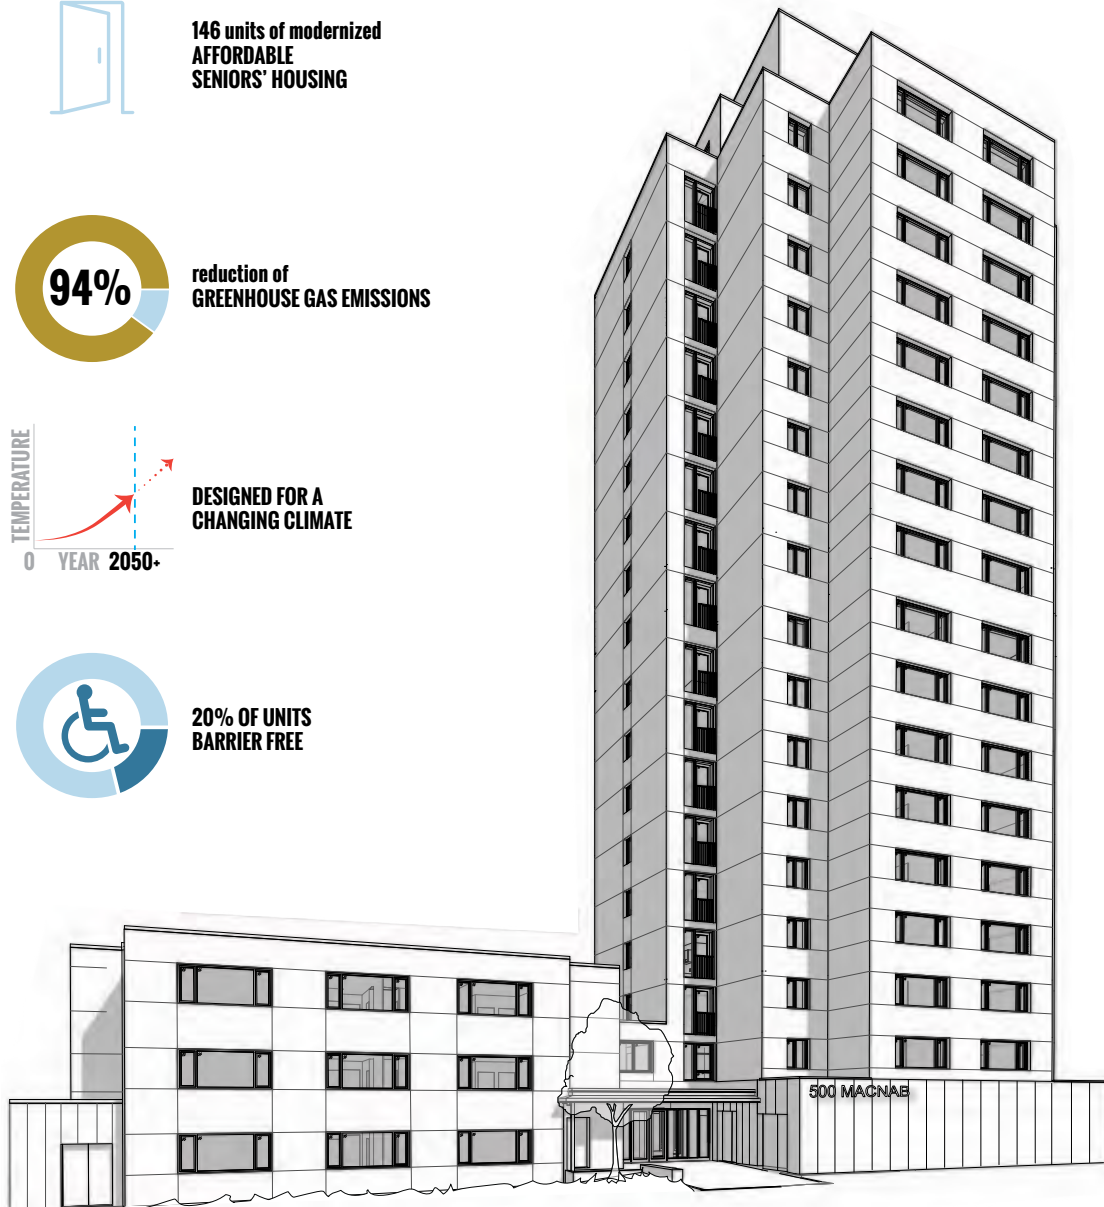 146 units of modernized
AFFORDABLE
SENIORS' HOUSING
94%
reduction of
GREENHOUSE GAS EMISSIONS
TEMPERATURE
0 YEAR 2050+
DESIGNED FOR A
CHANGING CLIMATE
20% OF UNITS
BARRIER FREE
500 MACNAB